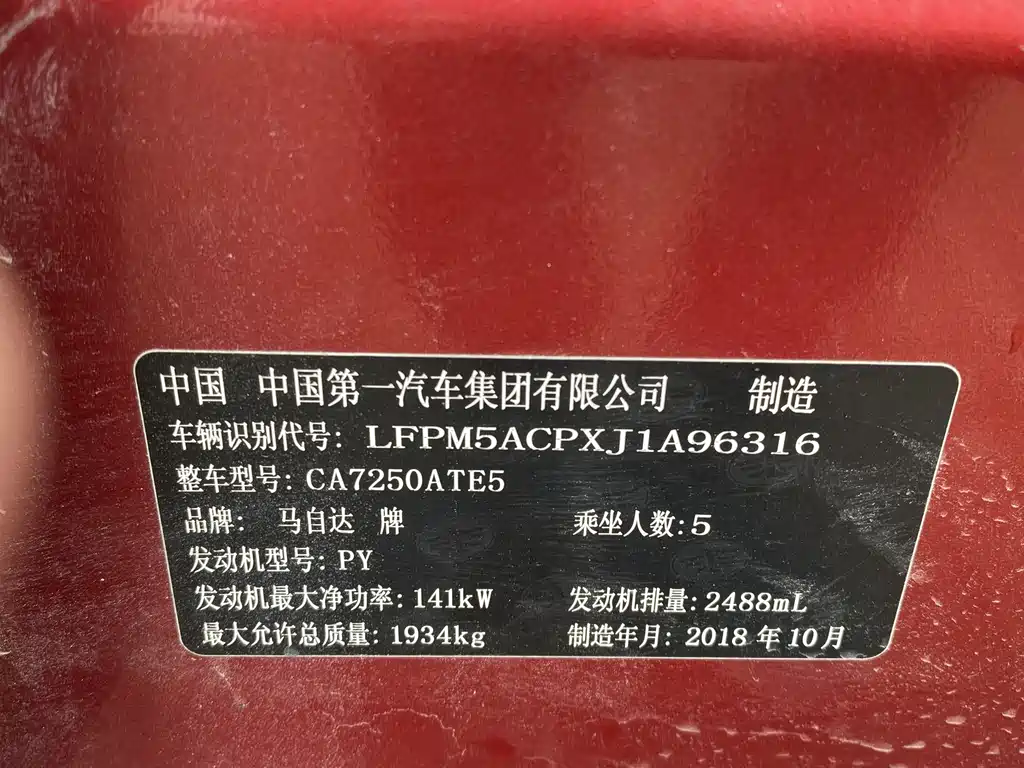 中国 中国第一汽车集团有限公司 制造
车辆识别代号: LFPM5ACPXJ1A96316
整车型号: CA7250ATE5
品牌: 马自达 牌 乘坐人数: 5
发动机型号: PY
发动机最大净功率: 141kW 发动机排量: 2488mL
最大允许总质量: 1934kg 制造年月: 2018 年 10 月